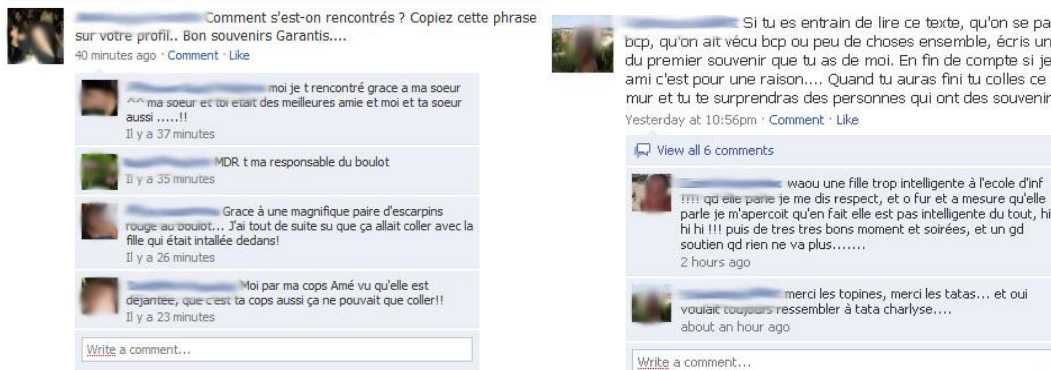 Comment s'est-on rencontrés ? Copiez cette phrase
sur votre profil.. Bon souvenirs Garantis....
40 minutes ago · Comment · Like
moi je t rencontré grace a ma soeur
^^ ma soeur et toi etait des meilleures amie et moi et ta soeur
aussi .....!!
Il y a 37 minutes
MDR t ma responsable du boulot
Il y a 35 minutes
Grace à une magnifique paire d'escarpins
rouge au boulot... J'ai tout de suite su que ça allait coller avec la
fille qui était intallée dedans!
Il y a 26 minutes
Moi par ma cops Amé vu qu'elle est
dejantée, que c'est ta cops aussi ça ne pouvait que coller!!
Il y a 23 minutes
Write a comment...
Si tu es entrain de lire ce texte, qu'on se pa
bcp, qu'on ait vécu bcp ou peu de choses ensemble, écris un
du premier souvenir que tu as de moi. En fin de compte si je
ami c'est pour une raison.... Quand tu auras fini tu colles ce
mur et tu te surprendras des personnes qui ont des souvenir
Yesterday at 10:56pm · Comment · Like
View all 6 comments
waou une fille trop intelligente à l'ecole d'inf
!!!! qd elle parle je me dis respect, et o fur et a mesure qu'elle
parle je m'apercoit qu'en fait elle est pas intelligente du tout, hi
hi hi !!! puis de tres tres bons moment et soirées, et un gd
soutien qd rien ne va plus.......
2 hours ago
merci les topines, merci les tatas... et oui
voulait toujours ressembler à tata charlyse....
about an hour ago
Write a comment...